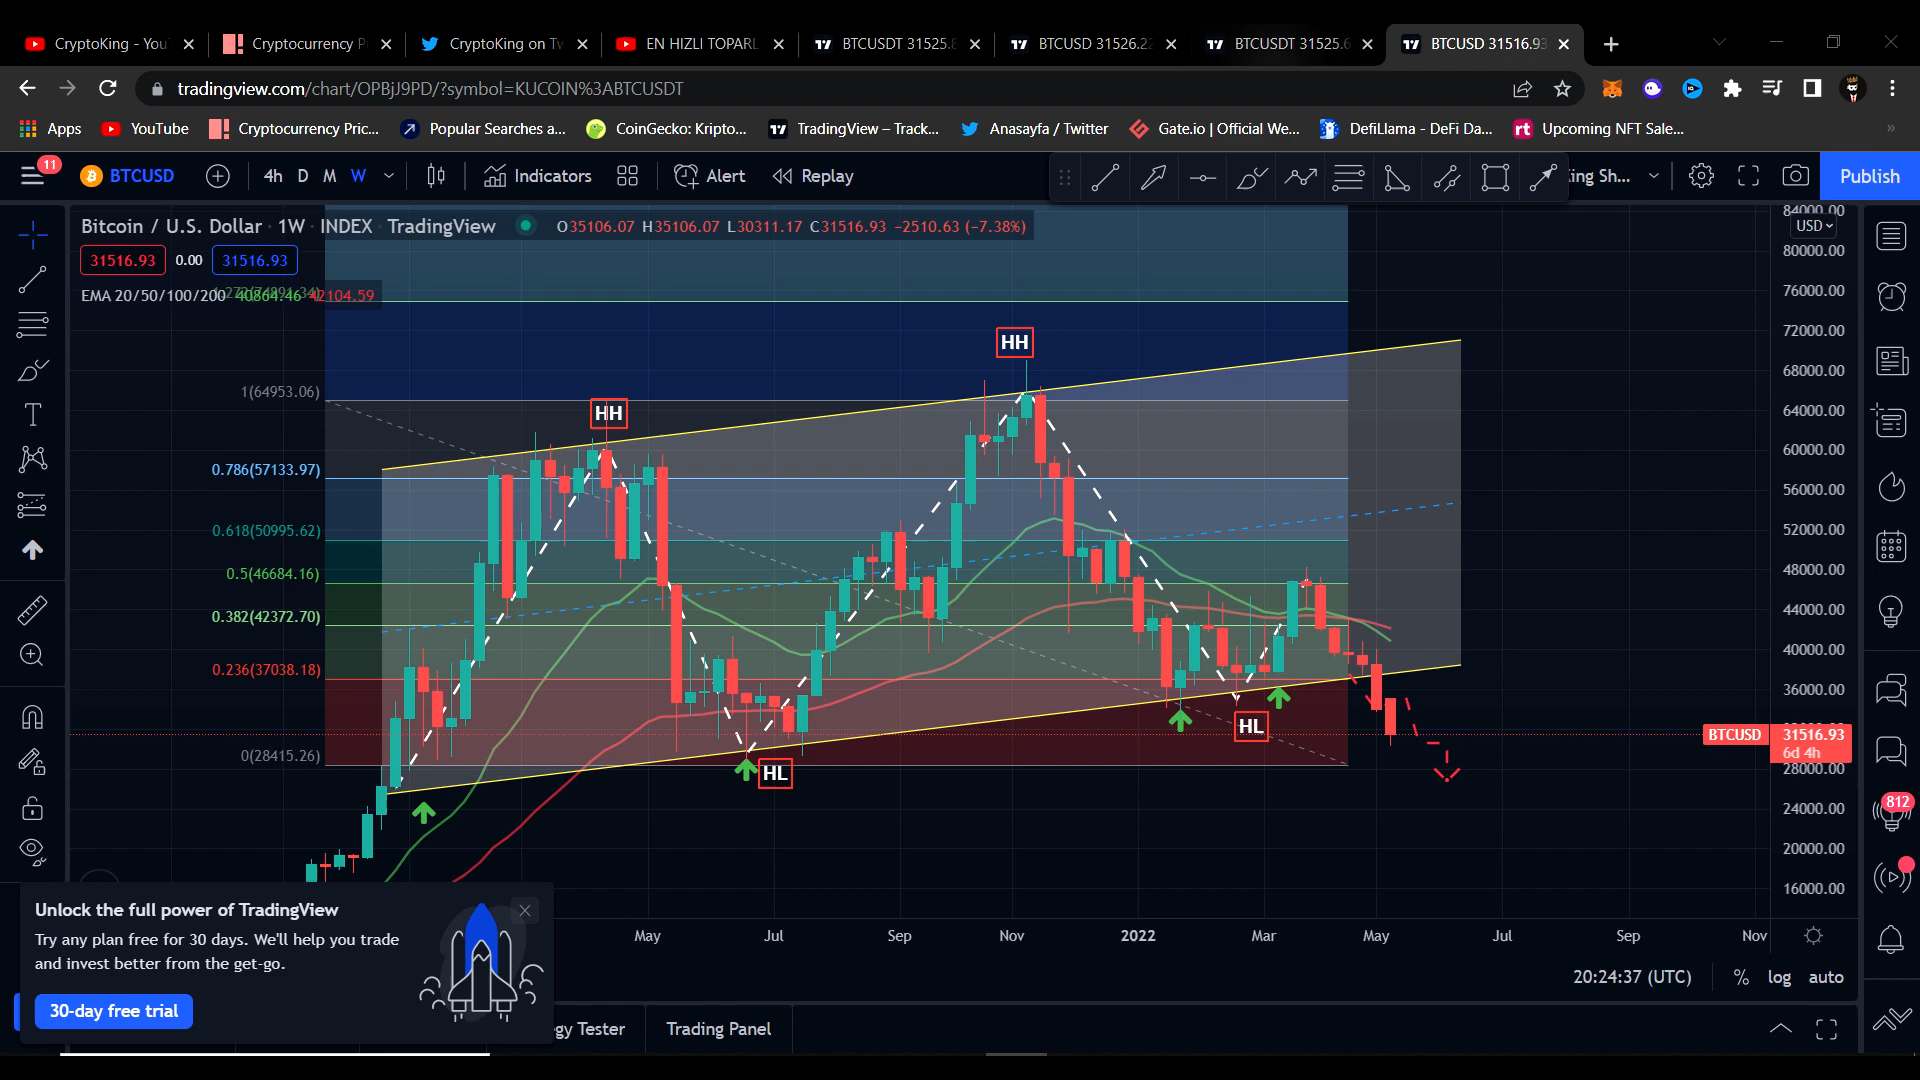 CryptoKing - You
Cryptocurrency P
CryptoKing on Tw
EN HIZLI TOPARL
BTCUSDT 31525.8
BTCUSD 31526.22
BTCUSDT 31525.6
BTCUSD 31516.93
tradingview.com/chart/OPBjJ9PD/?symbol=KUCOIN%3ABTCUSDT
Apps
YouTube
Cryptocurrency Pric...
Popular Searches a...
CoinGecko: Kripto...
TradingView – Track...
Anasayfa / Twitter
Gate.io | Official We...
DefiLlama - DeFi Da...
Upcoming NFT Sale...
»
11
BTCUSD
4h D M W
Indicators
Alert
Replay
ing Sh...
Publish
Bitcoin / U.S. Dollar · 1W · INDEX · TradingView
O35106.07 H35106.07 L30311.17 C31516.93 −2510.63 (−7.38%)
31516.93 0.00 31516.93
EMA 20/50/100/200 40864.46 42104.59
1.272(74891.34)
1(64953.06)
0.786(57133.97)
0.618(50995.62)
0.5(46684.16)
0.382(42372.70)
0.236(37038.18)
0(28415.26)
HH
HH
HL
HL
84000.00
USD
80000.00
76000.00
72000.00
68000.00
64000.00
60000.00
56000.00
52000.00
48000.00
44000.00
40000.00
36000.00
BTCUSD 31516.93
6d 4h
28000.00
24000.00
20000.00
16000.00
812
May Jul Sep Nov 2022 Mar May Jul Sep Nov
20:24:37 (UTC) % log auto
Unlock the full power of TradingView
Try any plan free for 30 days. We'll help you trade
and invest better from the get-go.
30-day free trial
gy Tester
Trading Panel